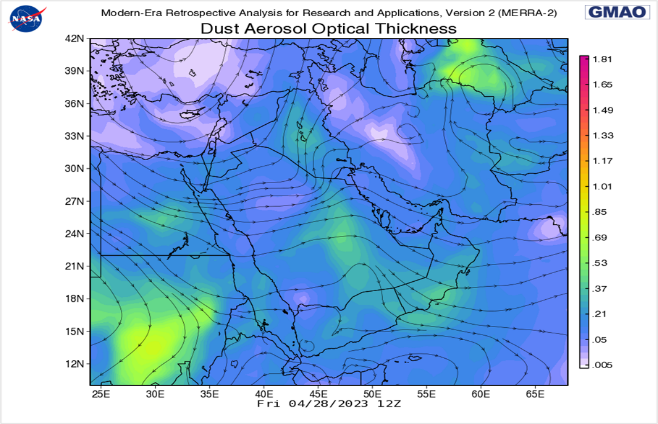 NASA
Modern-Era Retrospective Analysis for Research and Applications, Version 2 (MERRA-2)
GMAO
Dust Aerosol Optical Thickness
42N
39N
36N
33N
30N
27N
24N
21N
18N
15N
12N
25E 30E 35E 40E 45E 50E 55E 60E 65E
Fri 04/28/2023 12Z
1.81
1.65
1.49
1.33
1.17
1.01
.85
.69
.53
.37
.21
.05
.005